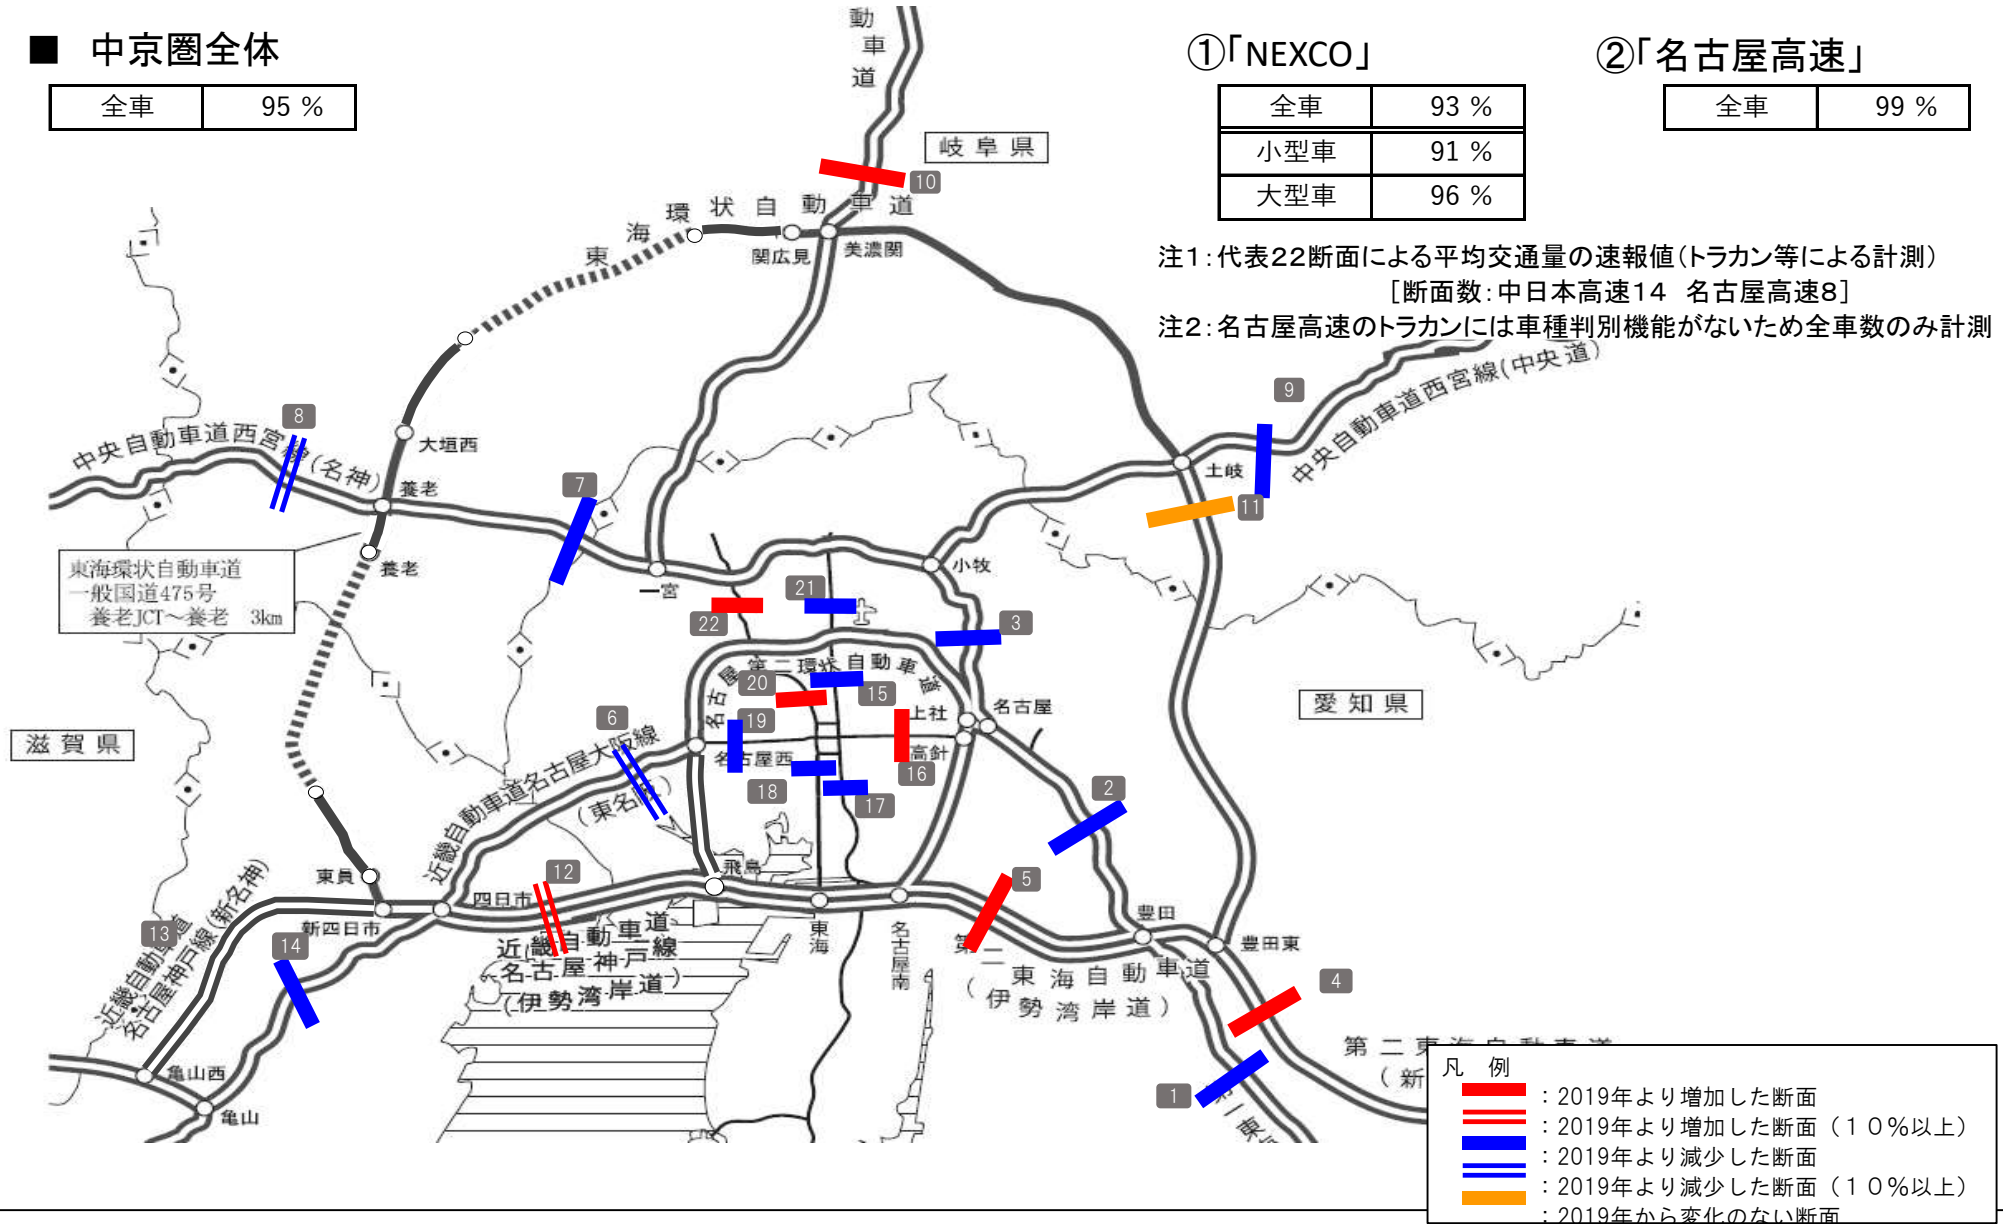 ■ 中京圏全体
全車 95 %
①「NEXCO」
全車 93 %
小型車 91 %
大型車 96 %
②「名古屋高速」
全車 99 %
注1:代表22断面による平均交通量の速報値(トラカン等による計測)
[断面数:中日本高速14 名古屋高速8]
注2:名古屋高速のトラカンには車種判別機能がないため全車数のみ計測
動車道
岐阜県
10
東海環状自動車道
関広見
美濃関
中央自動車道西宮線(中央道)
9
8
中央自動車道西宮線(名神)
大垣西
養老
7
土岐
11
東海環状自動車道
一般国道475号
養老JCT～養老 3km
養老
一宮
小牧
21
22
3
名古屋第二環状自動車道
20
15
19
上社
名古屋
愛知県
滋賀県
6
近畿自動車道名古屋大阪線
(東名阪)
名古屋西
高針
16
18
17
2
飛島
12
5
東員
四日市
新四日市
13
14
近畿自動車道
名古屋神戸線(新名神)
近畿自動車道
名古屋神戸線
(伊勢湾岸道)
東海
名古屋南
豊田
豊田東
第二東海自動車道
(伊勢湾岸道)
4
1
亀山西
亀山
第二東海自動車道
(新
第一東
凡 例
:2019年より増加した断面
:2019年より増加した断面(10%以上)
:2019年より減少した断面
:2019年より減少した断面(10%以上)
:2019年から変化のない断面